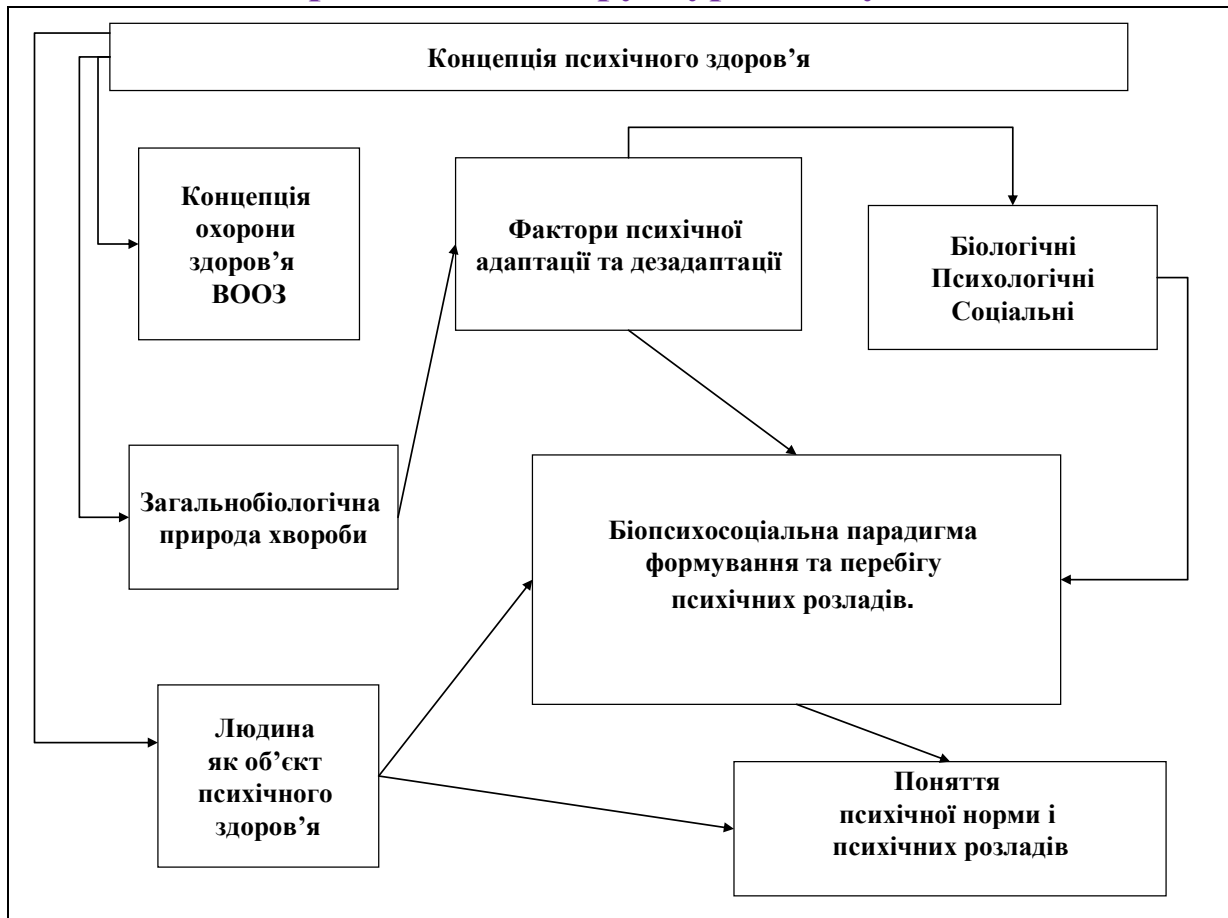 Концепція психічного здоров’я
Концепція
охорони
здоров’я
ВООЗ
Фактори психічної
адаптації та дезадаптації
Біологічні
Психологічні
Соціальні
Загальнобіологічна
природа хвороби
Біопсихосоціальна парадигма
формування та перебігу
психічних розладів.
Людина
як об’єкт
психічного
здоров’я
Поняття
психічної норми і
психічних розладів